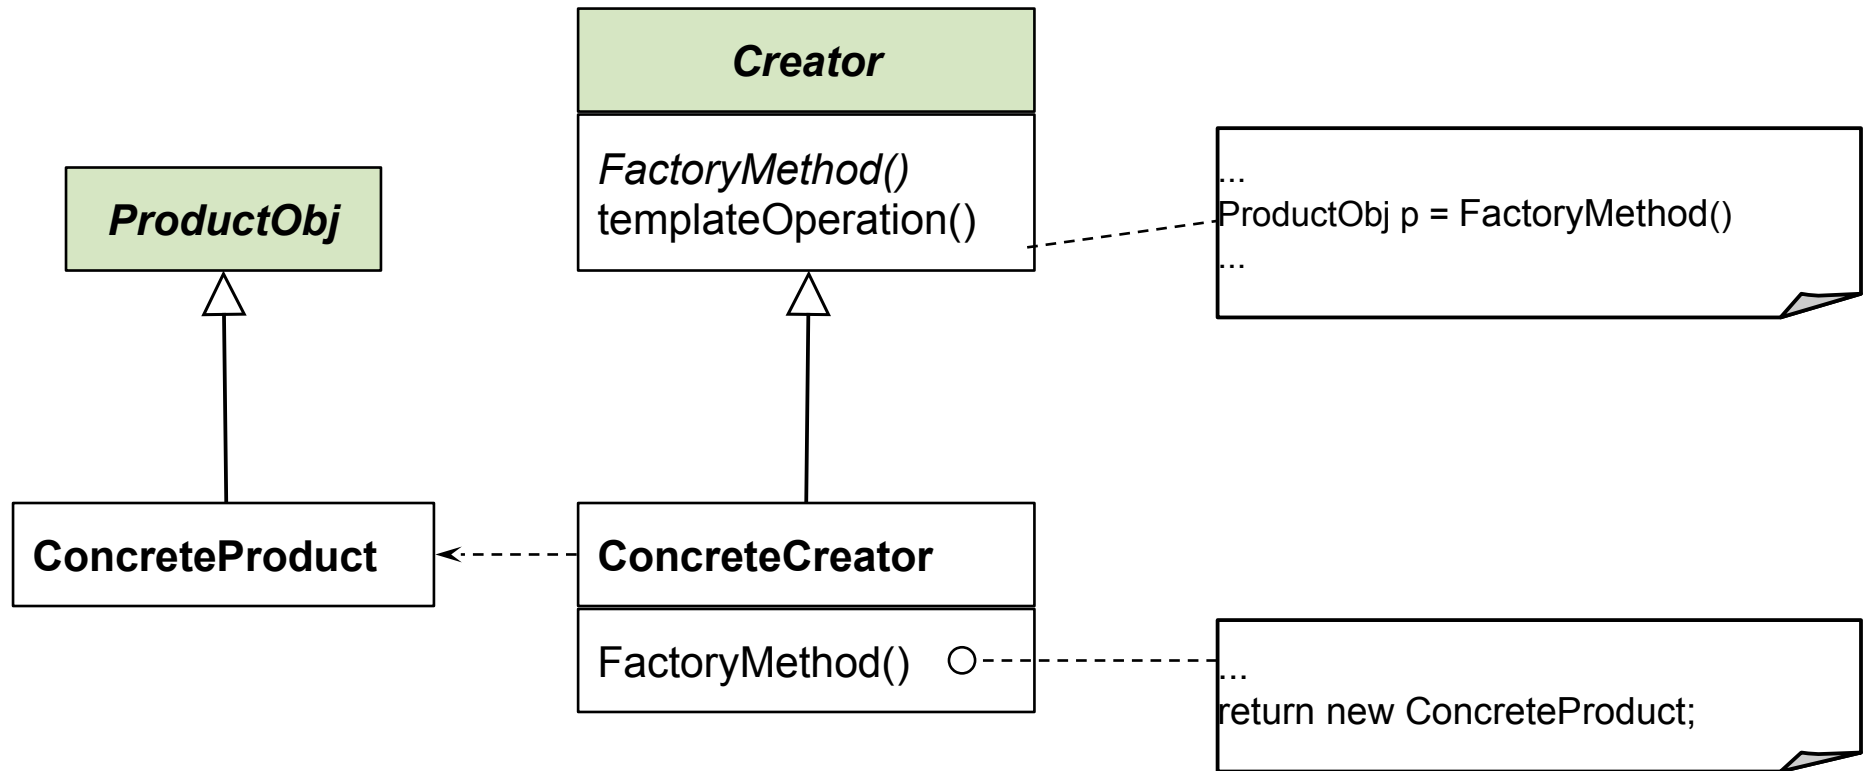 Creator
FactoryMethod()
templateOperation()
...
ProductObj p = FactoryMethod()
...
ProductObj
ConcreteProduct
ConcreteCreator
FactoryMethod()
...
return new ConcreteProduct;